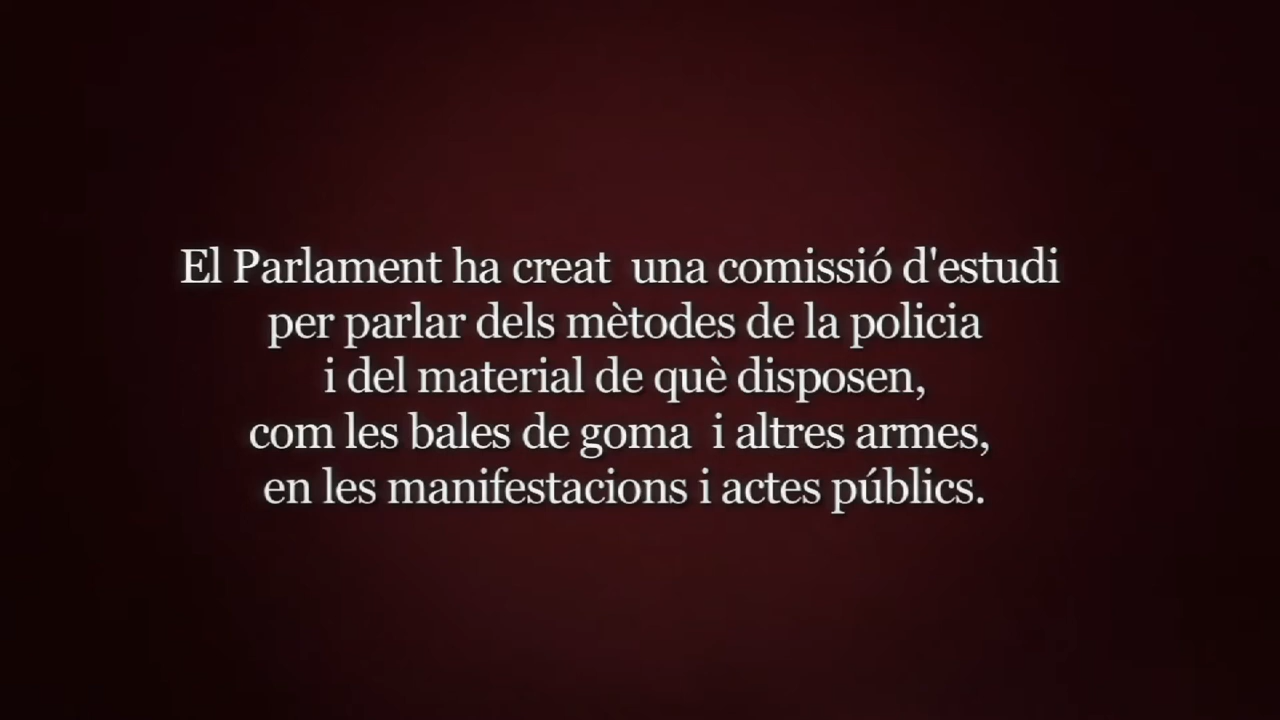 El Parlament ha creat  una comissió d'estudi
per parlar dels mètodes de la policia
i del material de què disposen,
com les bales de goma  i altres armes,
en les manifestacions i actes públics.